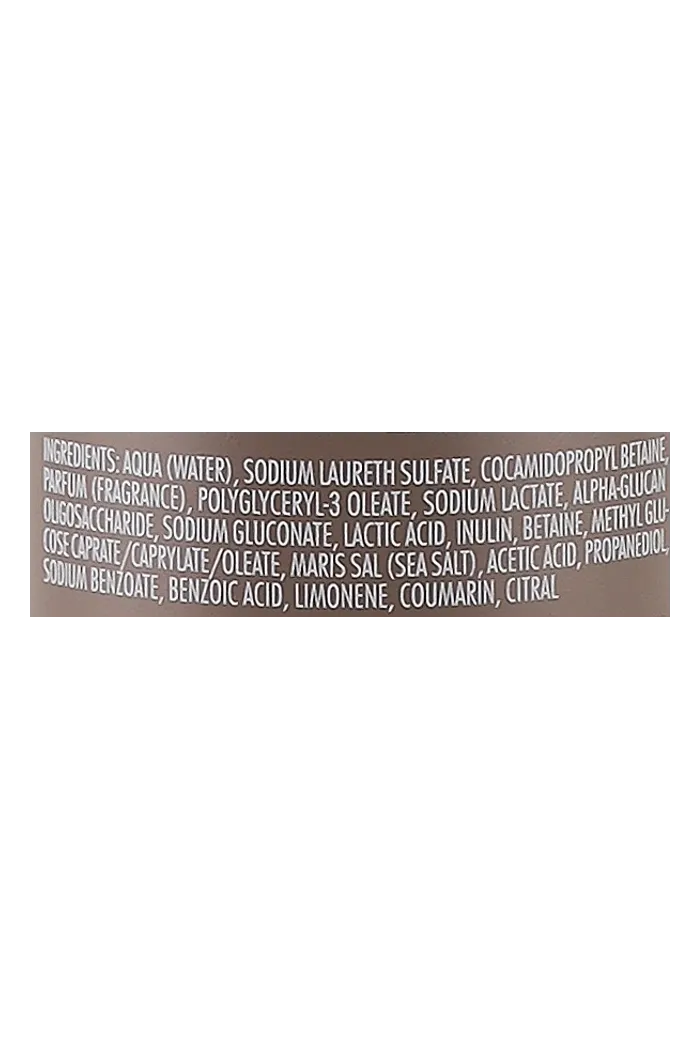 INGREDIENTS: AQUA (WATER), SODIUM LAURETH SULFATE, COCAMIDOPROPYL BETAINE,
PARFUM (FRAGRANCE), POLYGLYCERYL-3 OLEATE, SODIUM LACTATE, ALPHA-GLUCAN
OLIGOSACCHARIDE, SODIUM GLUCONATE, LACTIC ACID, INULIN, BETAINE, METHYL GLU-
COSE CAPRATE/CAPRYLATE/OLEATE, MARIS SAL (SEA SALT), ACETIC ACID, PROPANEDIOL,
SODIUM BENZOATE, BENZOIC ACID, LIMONENE, COUMARIN, CITRAL